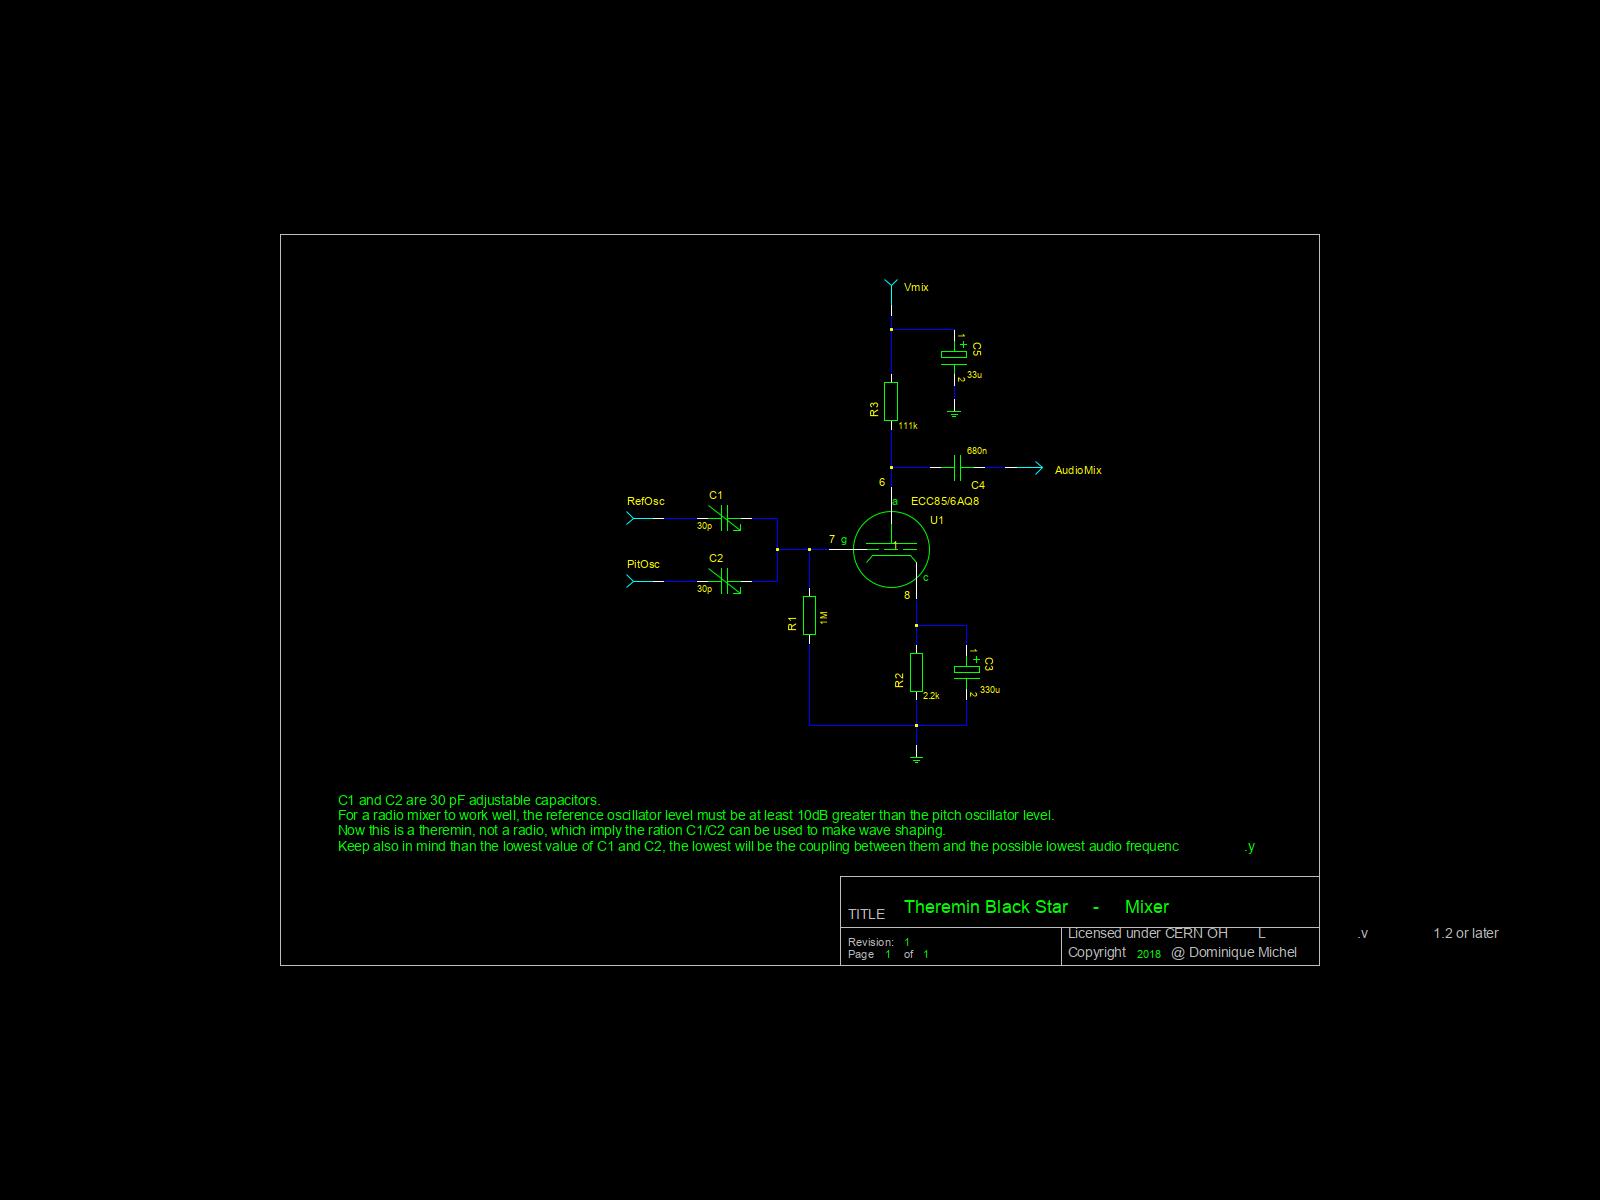 Vmix
1
+
C5
2
33u
R3
111k
680n
AudioMix
C4
6
a
ECC85/6AQ8
U1
RefOsc
C1
30p
7
g
1
PitOsc
C2
30p
c
8
R1
1M
1
+
C3
R2
2
330u
2.2k
C1 and C2 are 30 pF adjustable capacitors.
For a radio mixer to work well, the reference oscillator level must be at least 10dB greater than the pitch oscillator level.
Now this is a theremin, not a radio, which imply the ration C1/C2 can be used to make wave shaping.
Keep also in mind than the lowest value of C1 and C2, the lowest will be the coupling between them and the possible lowest audio frequenc .y
TITLE Theremin Black Star - Mixer
Licensed under CERN OH L .v 1.2 or later
Revision: 1
Page 1 of 1
Copyright 2018 @ Dominique Michel